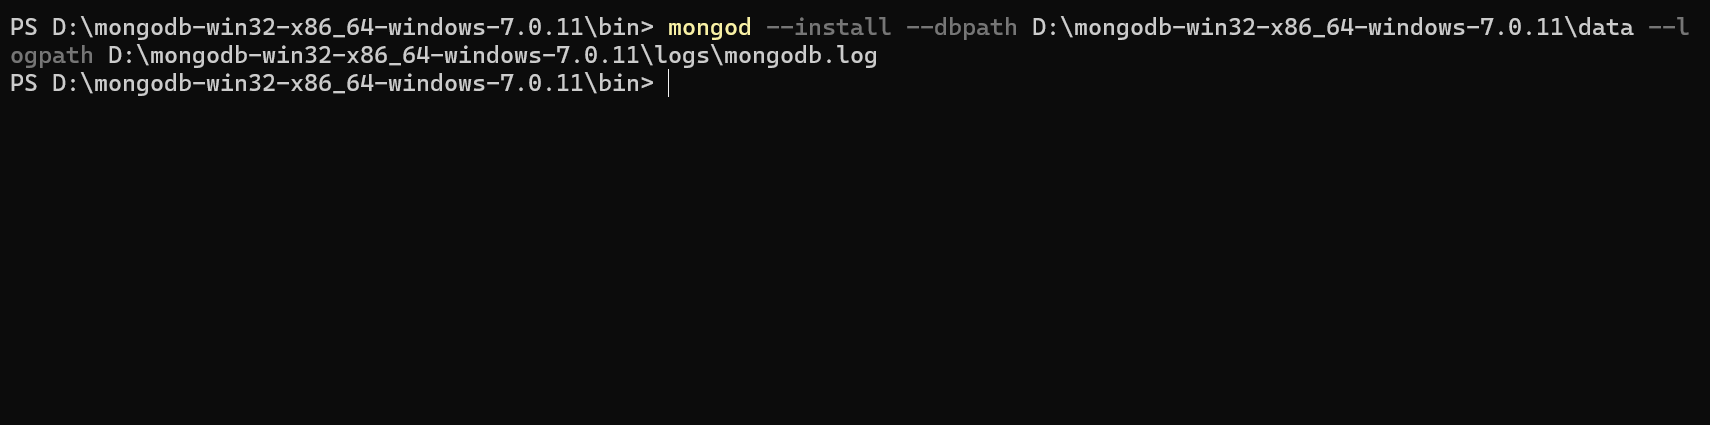 PS D:\mongodb-win32-x86_64-windows-7.0.11\bin> mongod --install --dbpath D:\mongodb-win32-x86_64-windows-7.0.11\data --l
ogpath D:\mongodb-win32-x86_64-windows-7.0.11\logs\mongodb.log
PS D:\mongodb-win32-x86_64-windows-7.0.11\bin>